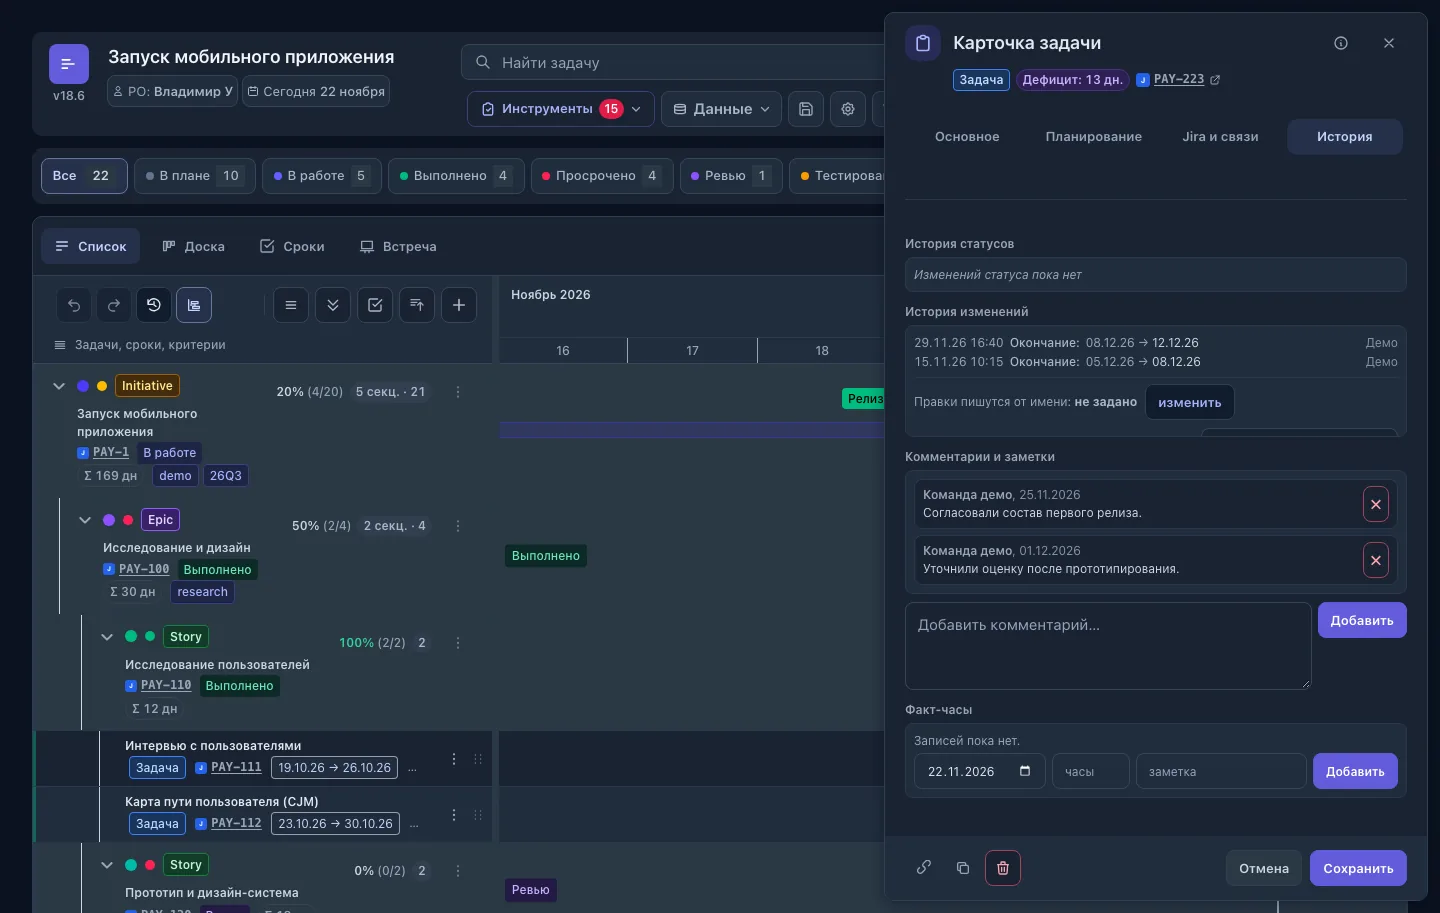 Запуск мобильного приложения
v18.6
PO: Владимир У
Сегодня 22 ноября
Найти задачу
Инструменты 15
Данные
Все 22
В плане 10
В работе 5
Выполнено 4
Просрочено 4
Ревью 1
Тестирова
Список
Доска
Сроки
Встреча
Задачи, сроки, критерии
Ноябрь 2026
16 17 18
Initiative
20% (4/20) 5 секц. · 21
Запуск мобильного
приложения
PAY-1 В работе
Σ 169 дн demo 26Q3
Релиз
Epic
50% (2/4) 2 секц. · 4
Исследование и дизайн
PAY-100 Выполнено
Σ 30 дн research
Выполнено
Story
100% (2/2) 2
Исследование пользователей
PAY-110 Выполнено
Σ 12 дн
Интервью с пользователями
Задача PAY-111 19.10.26 → 26.10.26 ...
Карта пути пользователя (CJM)
Задача PAY-112 23.10.26 → 30.10.26 ...
Story
0% (0/2) 2
Прототип и дизайн-система
Ревью
Карточка задачи
Задача Дефицит: 13 дн. PAY-223
Основное
Планирование
Jira и связи
История
История статусов
Изменений статуса пока нет
История изменений
29.11.26 16:40 Окончание: 08.12.26 → 12.12.26 Демо
15.11.26 10:15 Окончание: 05.12.26 → 08.12.26 Демо
Правки пишутся от имени: не задано изменить
Комментарии и заметки
Команда демо, 25.11.2026
Согласовали состав первого релиза.
Команда демо, 01.12.2026
Уточнили оценку после прототипирования.
Добавить комментарий...
Добавить
Факт-часы
Записей пока нет.
22.11.2026 часы заметка Добавить
Отмена
Сохранить